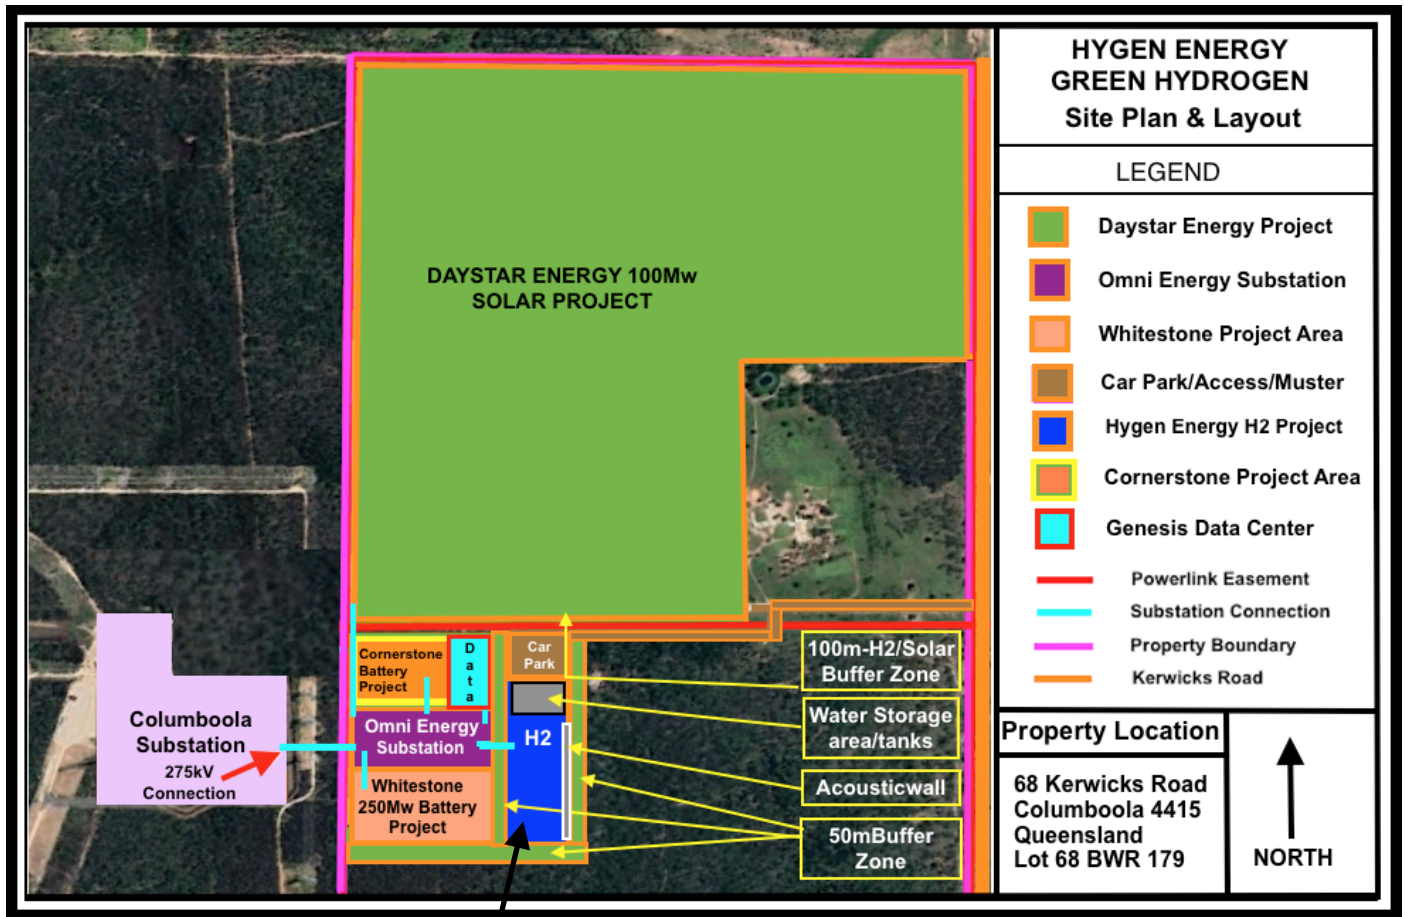 HYGEN ENERGY
GREEN HYDROGEN
Site Plan & Layout
LEGEND
Daystar Energy Project
Omni Energy Substation
Whitestone Project Area
Car Park/Access/Muster
Hygen Energy H2 Project
Cornerstone Project Area
Genesis Data Center
Powerlink Easement
Substation Connection
Property Boundary
Kerwicks Road
Property Location
68 Kerwicks Road
Columboola 4415
Queensland
Lot 68 BWR 179
NORTH
DAYSTAR ENERGY 100Mw
SOLAR PROJECT
Cornerstone
Battery
Project
Data
Car
Park
Omni Energy
Substation
H2
Whitestone
250Mw Battery
Project
Columboola
Substation
275kV
Connection
100m-H2/Solar
Buffer Zone
Water Storage
area/tanks
Acousticwall
50mBuffer
Zone